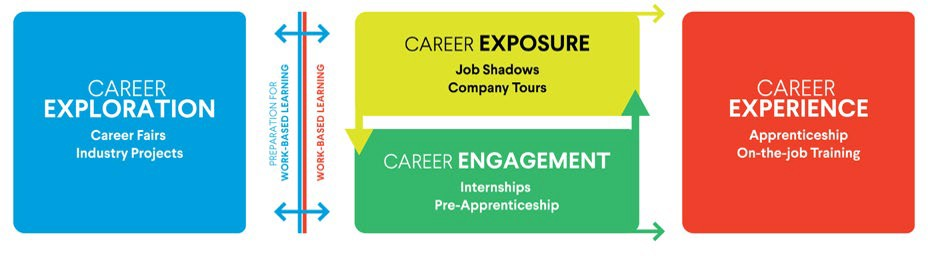 CAREER
EXPLORATION
Career Fairs
Industry Projects
PREPARATION FOR
WORK-BASED LEARNING
WORK-BASED LEARNING
CAREER EXPOSURE
Job Shadows
Company Tours
CAREER ENGAGEMENT
Internships
Pre-Apprenticeship
CAREER
EXPERIENCE
Apprenticeship
On-the-job Training